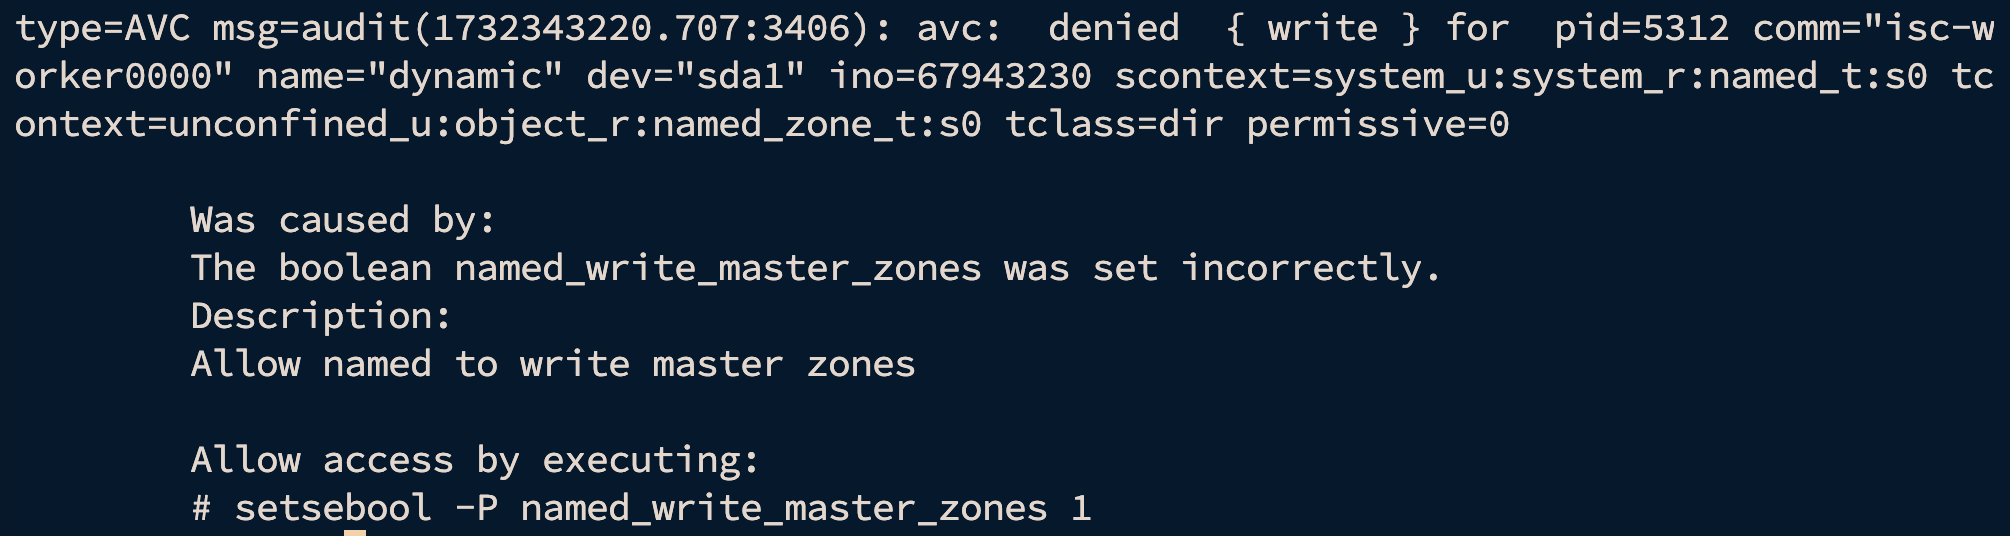 type=AVC msg=audit(1732343220.707:3406): avc:  denied  { write } for  pid=5312 comm="isc-w
orker0000" name="dynamic" dev="sda1" ino=67943230 scontext=system_u:system_r:named_t:s0 tc
ontext=unconfined_u:object_r:named_zone_t:s0 tclass=dir permissive=0

        Was caused by:
        The boolean named_write_master_zones was set incorrectly.
        Description:
        Allow named to write master zones

        Allow access by executing:
        # setsebool -P named_write_master_zones 1